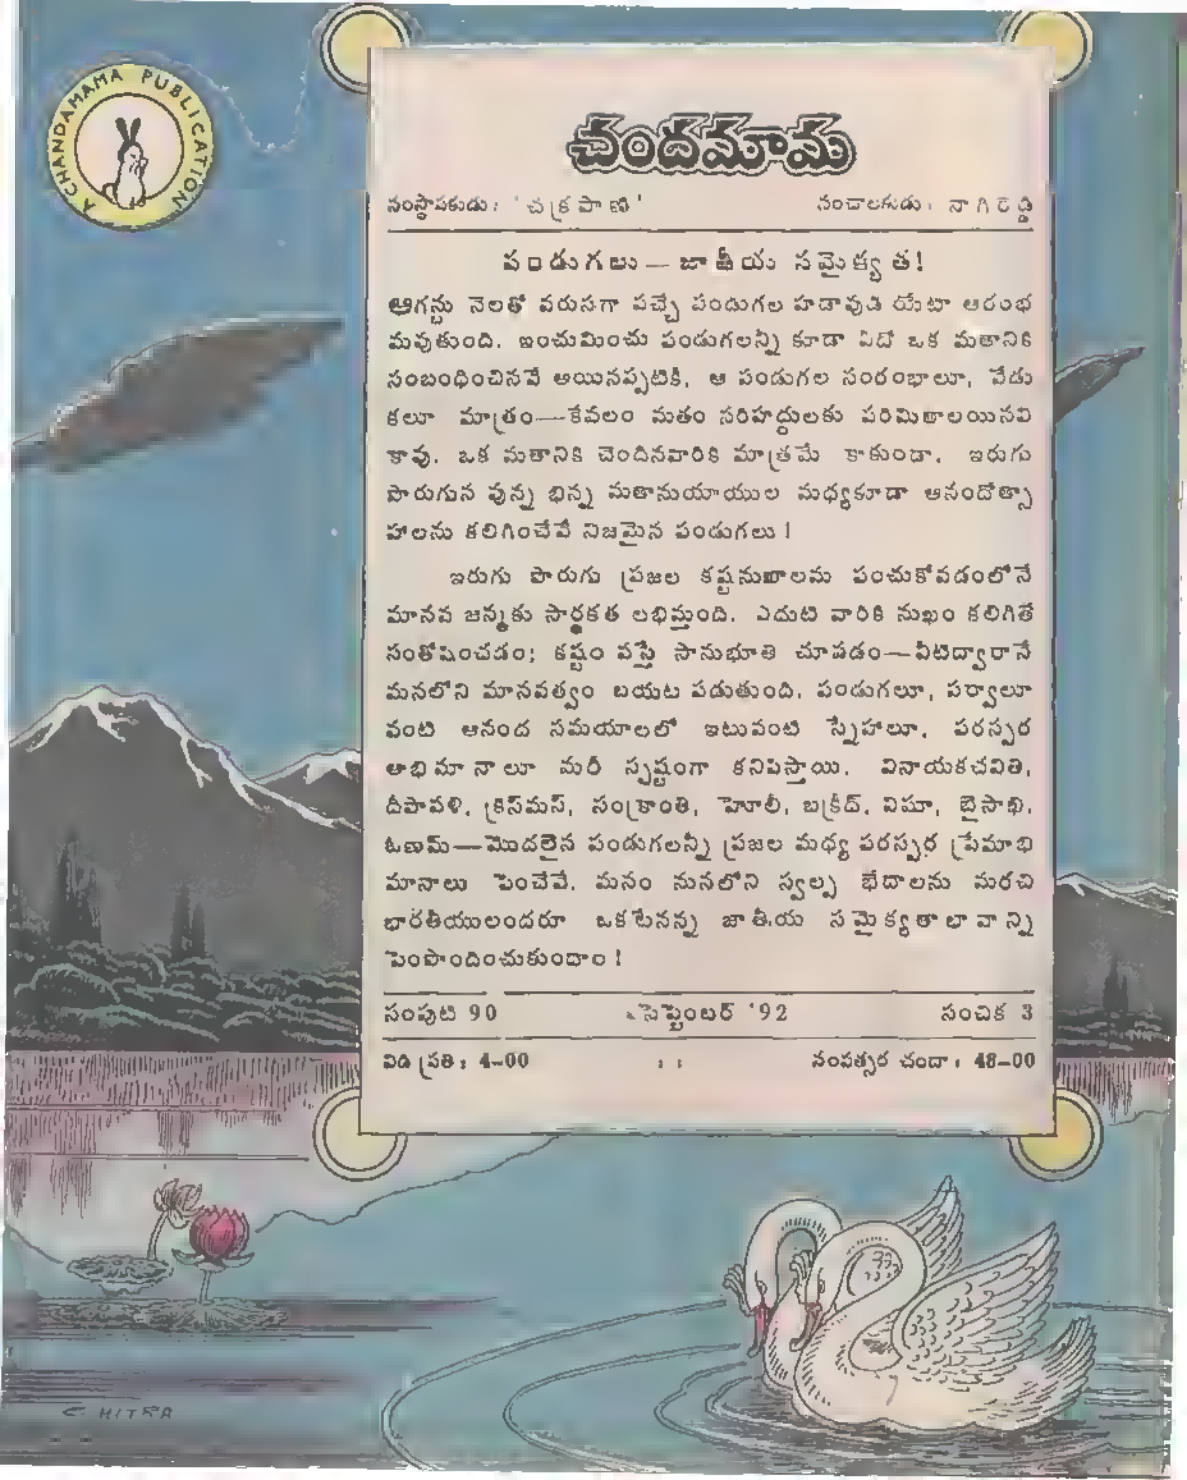 A CHANDAMAMA PUBLICATION
చందమామ
సంస్థాపకుడు : 'చక్రపాణి'
సంచాలకుడు : నాగిరెడ్డి
పండుగలు — జాతీయ సమైక్యత!
ఆగస్టు నెలతో వరుసగా వచ్చే పండుగల హడావుడి యేటా ఆరంభ
మవుతుంది. ఇంచుమించు పండుగలన్నీ కూడా ఏదో ఒక మతానికి
సంబంధించినవే అయినప్పటికీ, ఆ పండుగల సంరంభాలూ, వేడు
కలూ మాత్రం—కేవలం మతం సరిహద్దులకు పరిమితాలయినవి
కావు. ఒక మతానికి చెందినవారికి మాత్రమే కాకుండా, ఇరుగు
పొరుగున వున్న భిన్న మతానుయాయుల మధ్యకూడా ఆనందోత్సా
హాలను కలిగించేవే నిజమైన పండుగలు!
ఇరుగు పొరుగు ప్రజల కష్టసుఖాలను పంచుకోవడంలోనే
మానవ జన్మకు సార్థకత లభిస్తుంది. ఎదుటి వారికి సుఖం కలిగితే
సంతోషించడం; కష్టం వస్తే సానుభూతి చూపడం—వీటిద్వారానే
మనలోని మానవత్వం బయట పడుతుంది. పండుగలూ, పర్వాలూ
వంటి ఆనంద సమయాలలో ఇటువంటి స్నేహాలూ, పరస్పర
అభిమానాలూ మరీ స్పష్టంగా కనిపిస్తాయి. వినాయకచవితి,
దీపావళి, క్రిస్‌మస్, సంక్రాంతి, హెూలీ, బక్రీద్, విషూ, బైసాఖి,
ఓణమ్—మొదలైన పండుగలన్నీ ప్రజల మధ్య పరస్పర ప్రేమాభి
మానాలు పెంచేవే. మనం మనలోని స్వల్ప భేదాలను మరచి
భారతీయులందరూ ఒకటేనన్న జాతీయ సమైక్యతాభావాన్ని
పెంపొందించుకుందాం!
సంపుటి 90
సెప్టెంబర్ '92
సంచిక 3
విడి ప్రతి : 4-00
: :
సంవత్సర చందా : 48-00
CHITRA